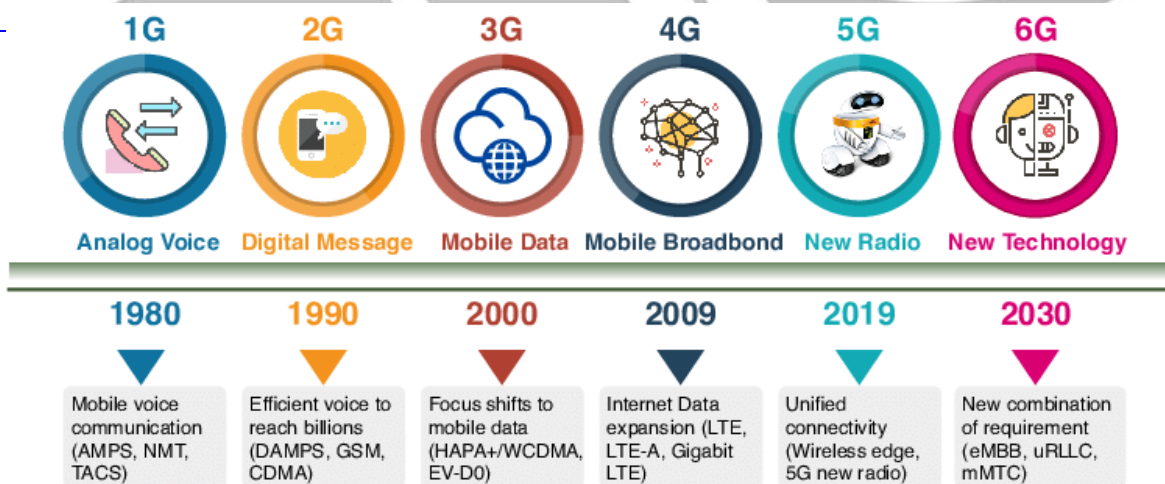 1G 2G 3G 4G 5G 6G
Analog Voice Digital Message Mobile Data Mobile Broadbond New Radio New Technology
1980 1990 2000 2009 2019 2030
Mobile voice
communication
(AMPS, NMT,
TACS)
Efficient voice to
reach billions
(DAMPS, GSM,
CDMA)
Focus shifts to
mobile data
(HAPA+/WCDMA,
EV-D0)
Internet Data
expansion (LTE,
LTE-A, Gigabit
LTE)
Unified
connectivity
(Wireless edge,
5G new radio)
New combination
of requirement
(eMBB, uRLLC,
mMTC)